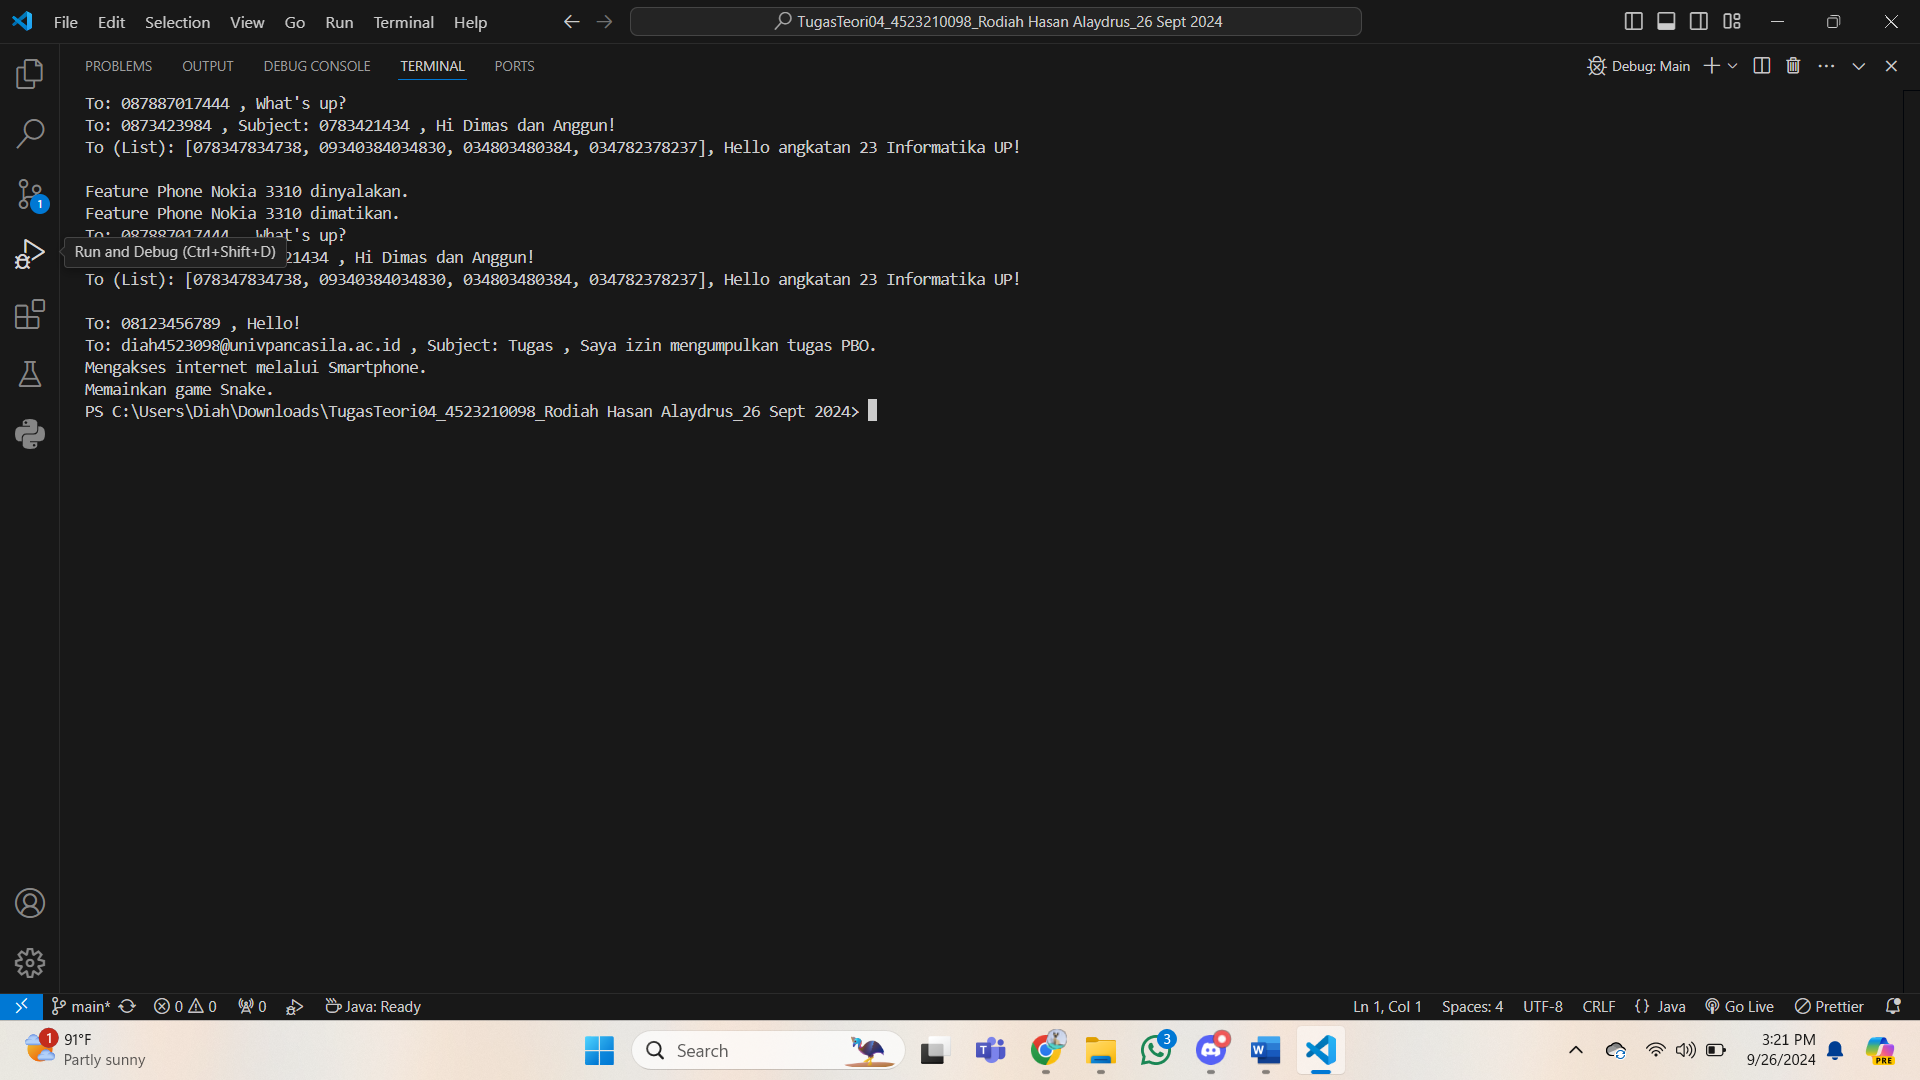 File Edit Selection View Go Run Terminal Help
TugasTeori04_4523210098_Rodiah Hasan Alaydrus_26 Sept 2024
PROBLEMS OUTPUT DEBUG CONSOLE TERMINAL PORTS
Debug: Main
To: 087887017444 , What's up?
To: 0873423984 , Subject: 0783421434 , Hi Dimas dan Anggun!
To (List): [078347834738, 09340384034830, 034803480384, 034782378237], Hello angkatan 23 Informatika UP!
Feature Phone Nokia 3310 dinyalakan.
Feature Phone Nokia 3310 dimatikan.
To: 087887017444 , What's up?
1
Run and Debug (Ctrl+Shift+D)
21434 , Hi Dimas dan Anggun!
To (List): [078347834738, 09340384034830, 034803480384, 034782378237], Hello angkatan 23 Informatika UP!
To: 08123456789 , Hello!
To: diah4523098@univpancasila.ac.id , Subject: Tugas , Saya izin mengumpulkan tugas PBO.
Mengakses internet melalui Smartphone.
Memainkan game Snake.
PS C:\Users\Diah\Downloads\TugasTeori04_4523210098_Rodiah Hasan Alaydrus_26 Sept 2024>
main* 0 0 0 Java: Ready
Ln 1, Col 1 Spaces: 4 UTF-8 CRLF {} Java Go Live Prettier
1 91°F
Partly sunny
Search
3
3:21 PM
9/26/2024
PRE